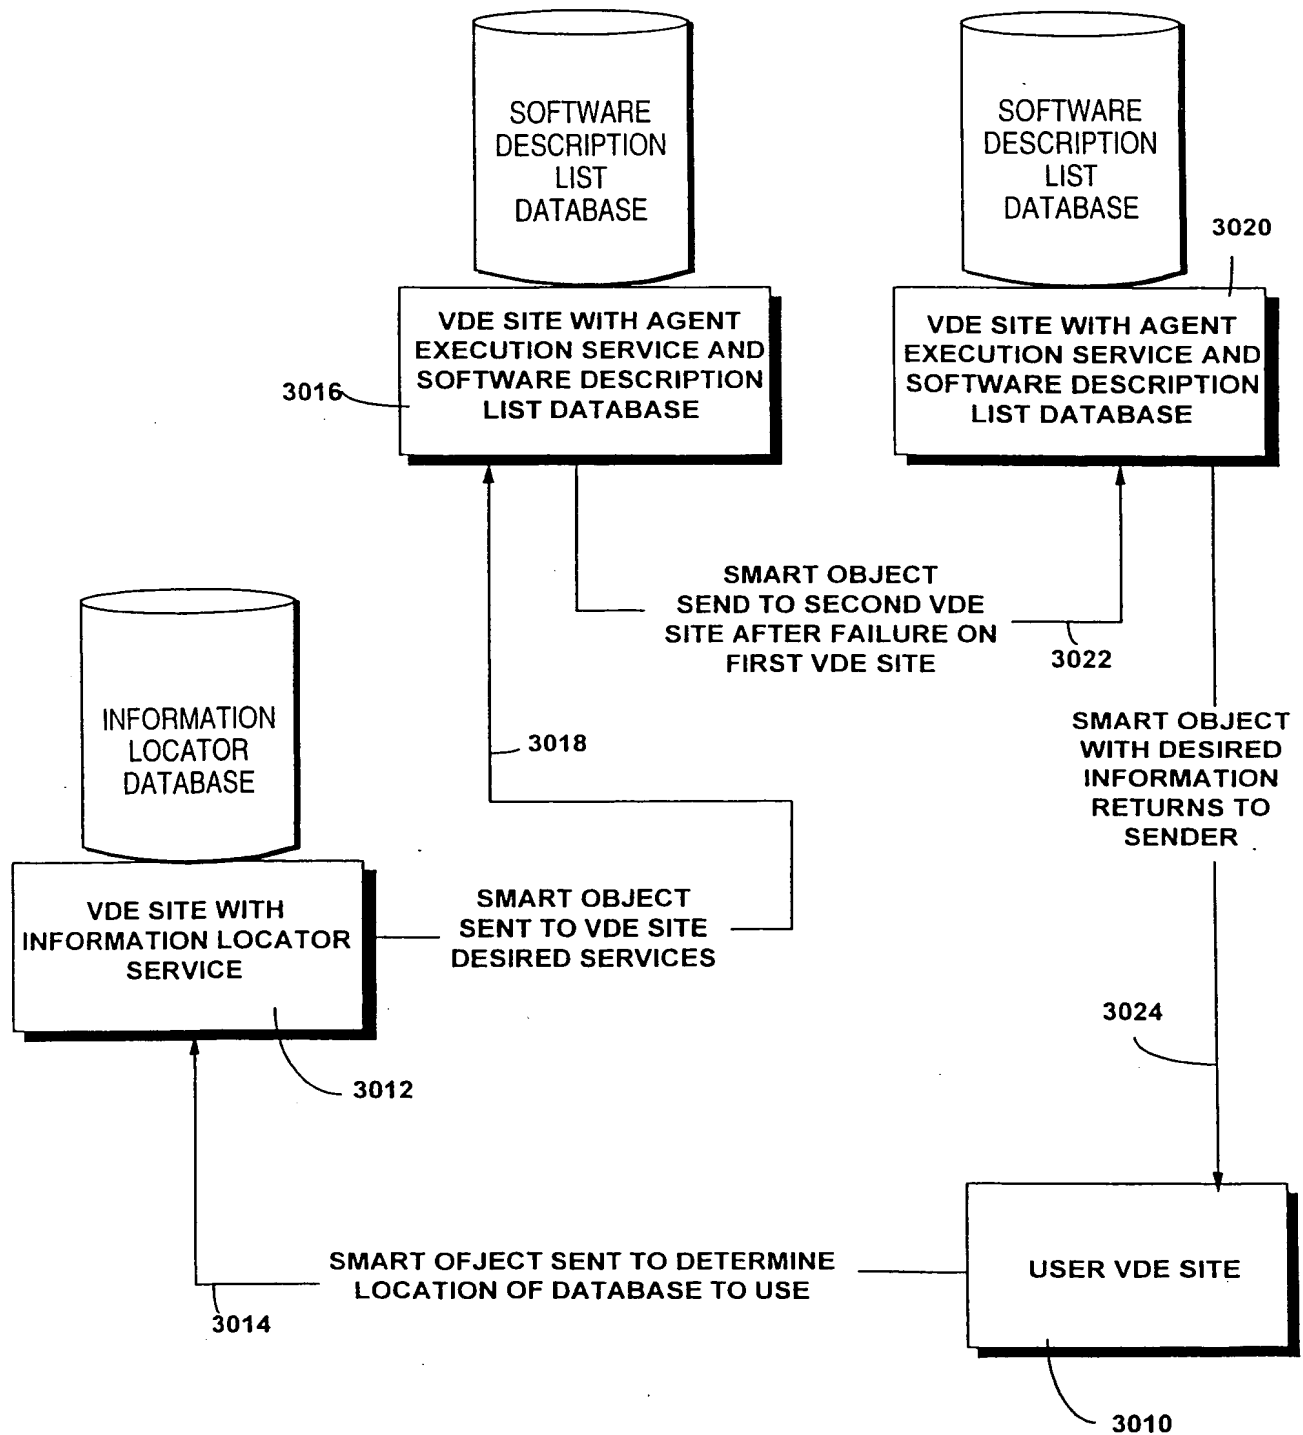 SOFTWARE
DESCRIPTION
LIST
DATABASE
SOFTWARE
DESCRIPTION
LIST
DATABASE
3020
VDE SITE WITH AGENT
EXECUTION SERVICE AND
SOFTWARE DESCRIPTION
LIST DATABASE
3016
VDE SITE WITH AGENT
EXECUTION SERVICE AND
SOFTWARE DESCRIPTION
LIST DATABASE
SMART OBJECT
SEND TO SECOND VDE
SITE AFTER FAILURE ON
FIRST VDE SITE
3022
INFORMATION
LOCATOR
DATABASE
3018
SMART OBJECT
WITH DESIRED
INFORMATION
RETURNS TO
SENDER
VDE SITE WITH
INFORMATION LOCATOR
SERVICE
SMART OBJECT
SENT TO VDE SITE
DESIRED SERVICES
3024
3012
SMART OFJECT SENT TO DETERMINE
LOCATION OF DATABASE TO USE
3014
USER VDE SITE
3010